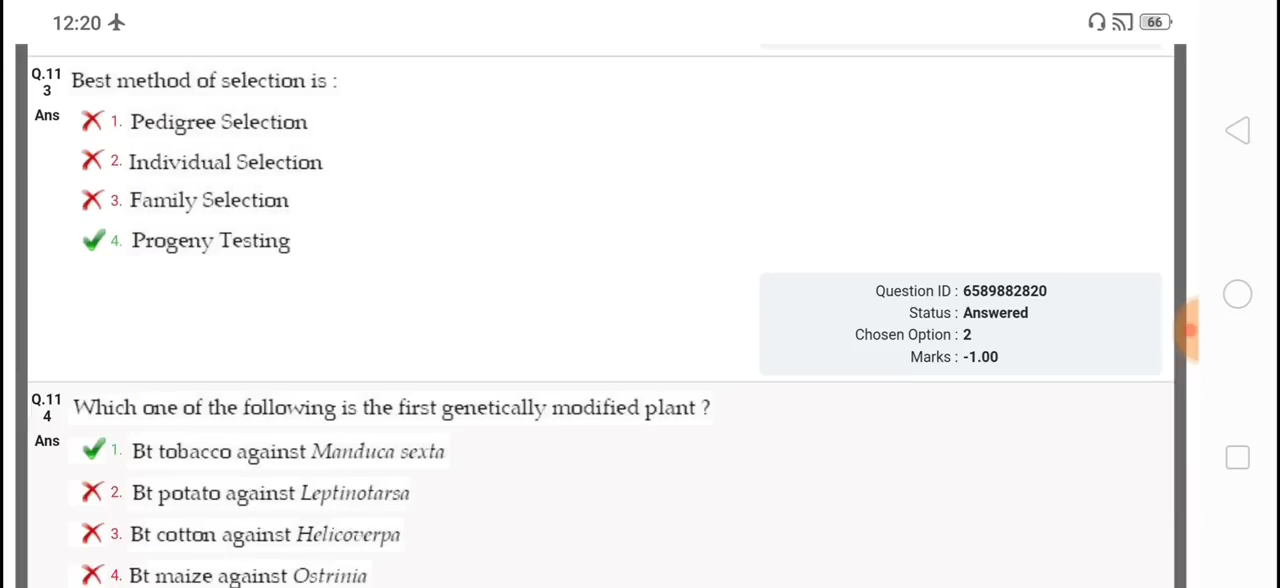 12:20
66
Q.11
3
Best method of selection is :
Ans
1. Pedigree Selection
2. Individual Selection
3. Family Selection
4. Progeny Testing
Question ID : 6589882820
Status : Answered
Chosen Option : 2
Marks : -1.00
Q.11
4
Which one of the following is the first genetically modified plant ?
Ans
1. Bt tobacco against Manduca sexta
2. Bt potato against Leptinotarsa
3. Bt cotton against Helicoverpa
4. Bt maize against Ostrinia